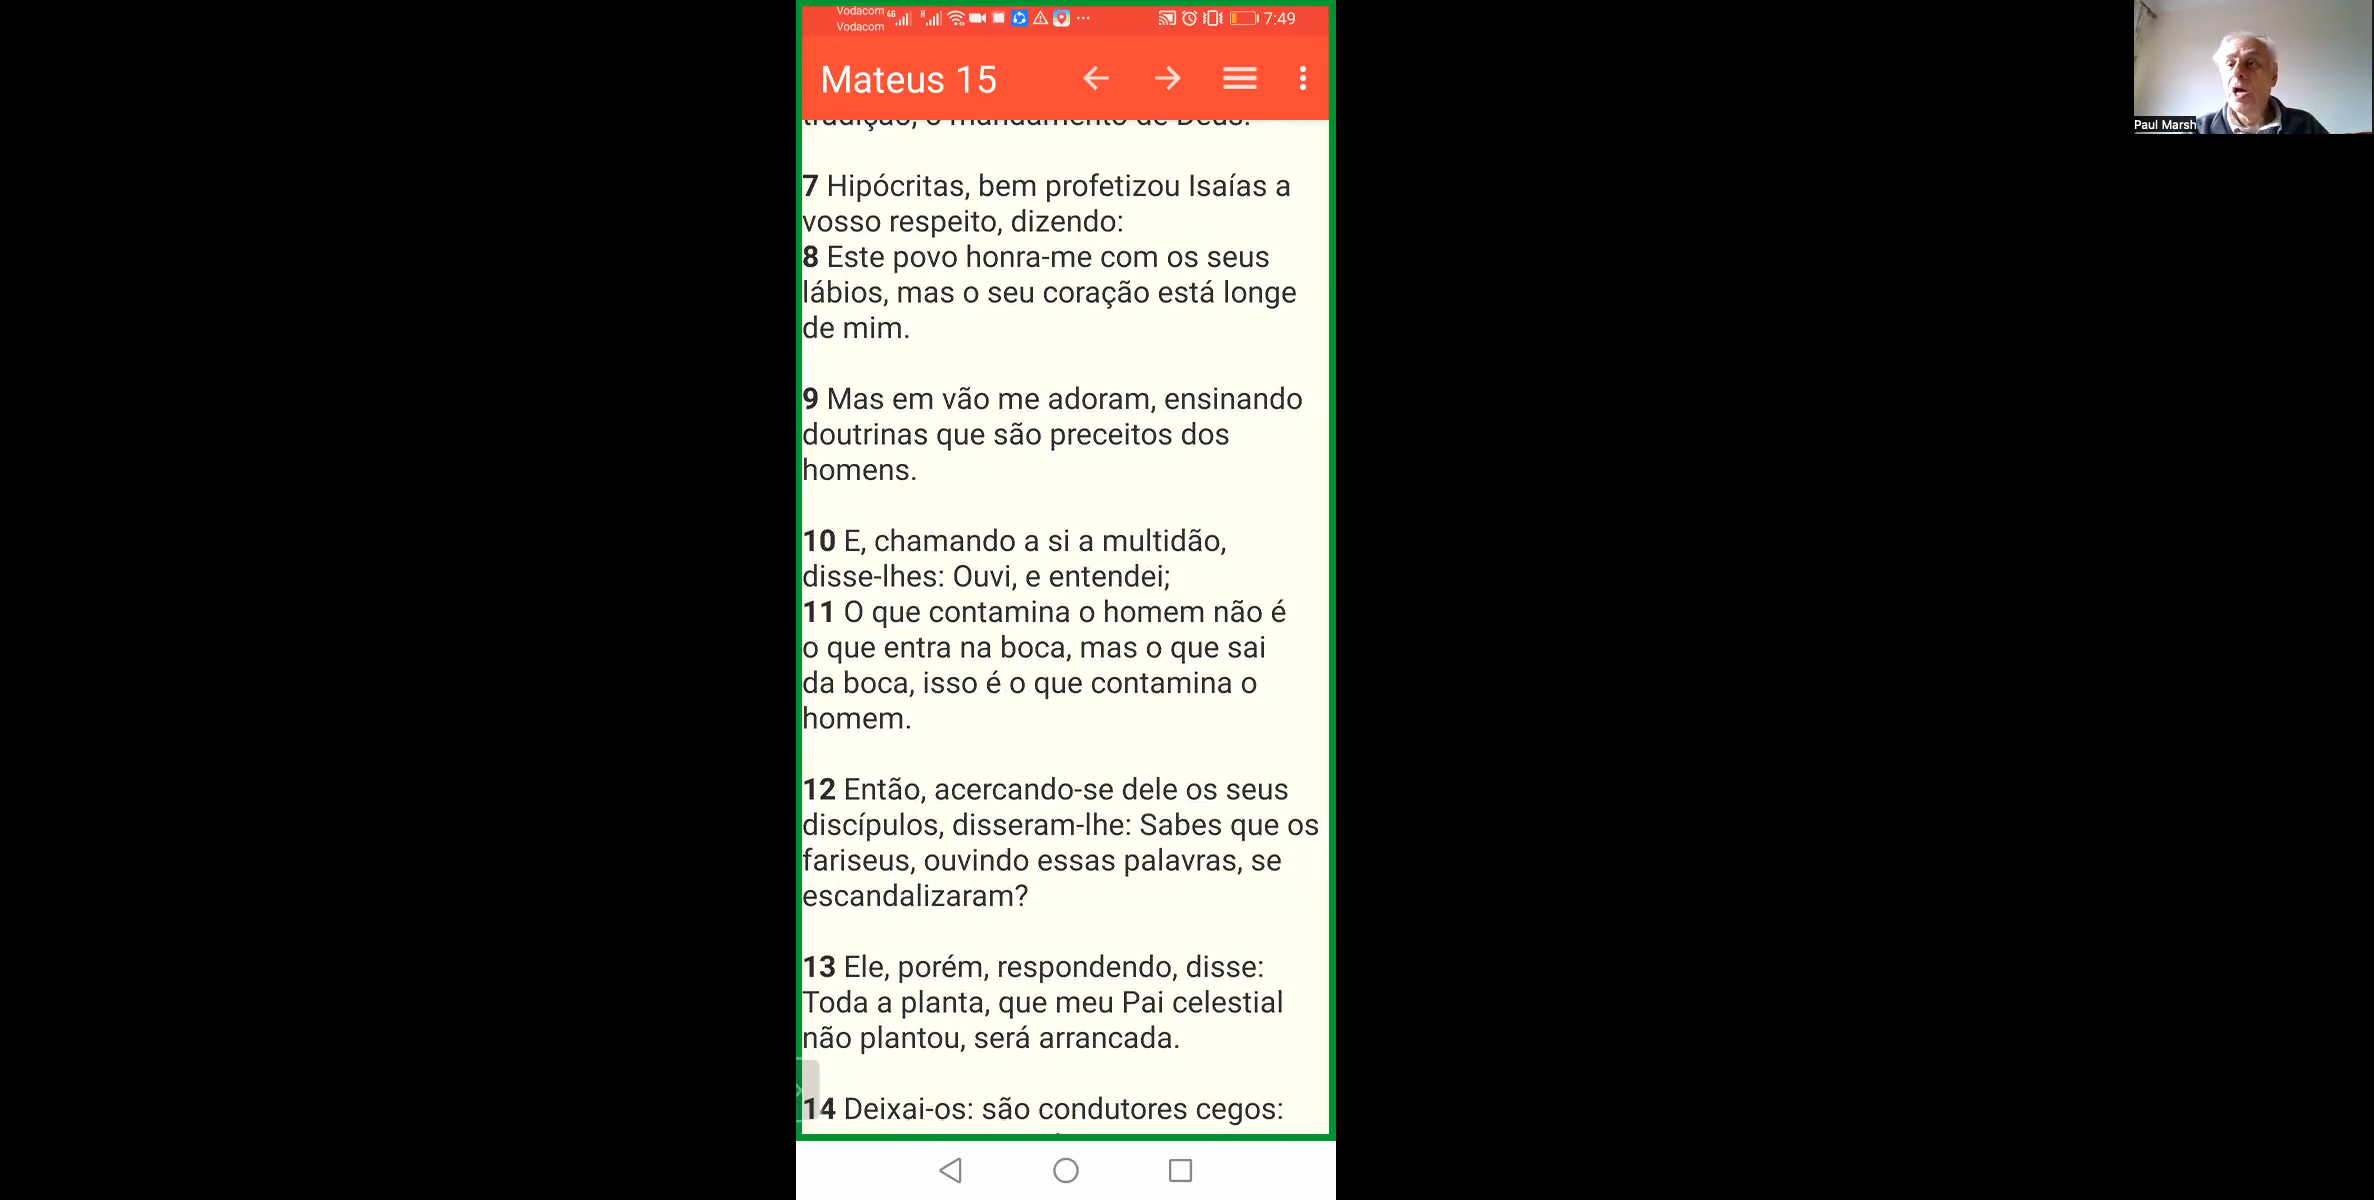 Vodacom 4G
Vodacom
7:49
Mateus 15
tradição, o mandamento de Deus.
7 Hipócritas, bem profetizou Isaías a
vosso respeito, dizendo:
8 Este povo honra-me com os seus
lábios, mas o seu coração está longe
de mim.
9 Mas em vão me adoram, ensinando
doutrinas que são preceitos dos
homens.
10 E, chamando a si a multidão,
disse-lhes: Ouvi, e entendei;
11 O que contamina o homem não é
o que entra na boca, mas o que sai
da boca, isso é o que contamina o
homem.
12 Então, acercando-se dele os seus
discípulos, disseram-lhe: Sabes que os
fariseus, ouvindo essas palavras, se
escandalizaram?
13 Ele, porém, respondendo, disse:
Toda a planta, que meu Pai celestial
não plantou, será arrancada.
14 Deixai-os: são condutores cegos:
Paul Marsh